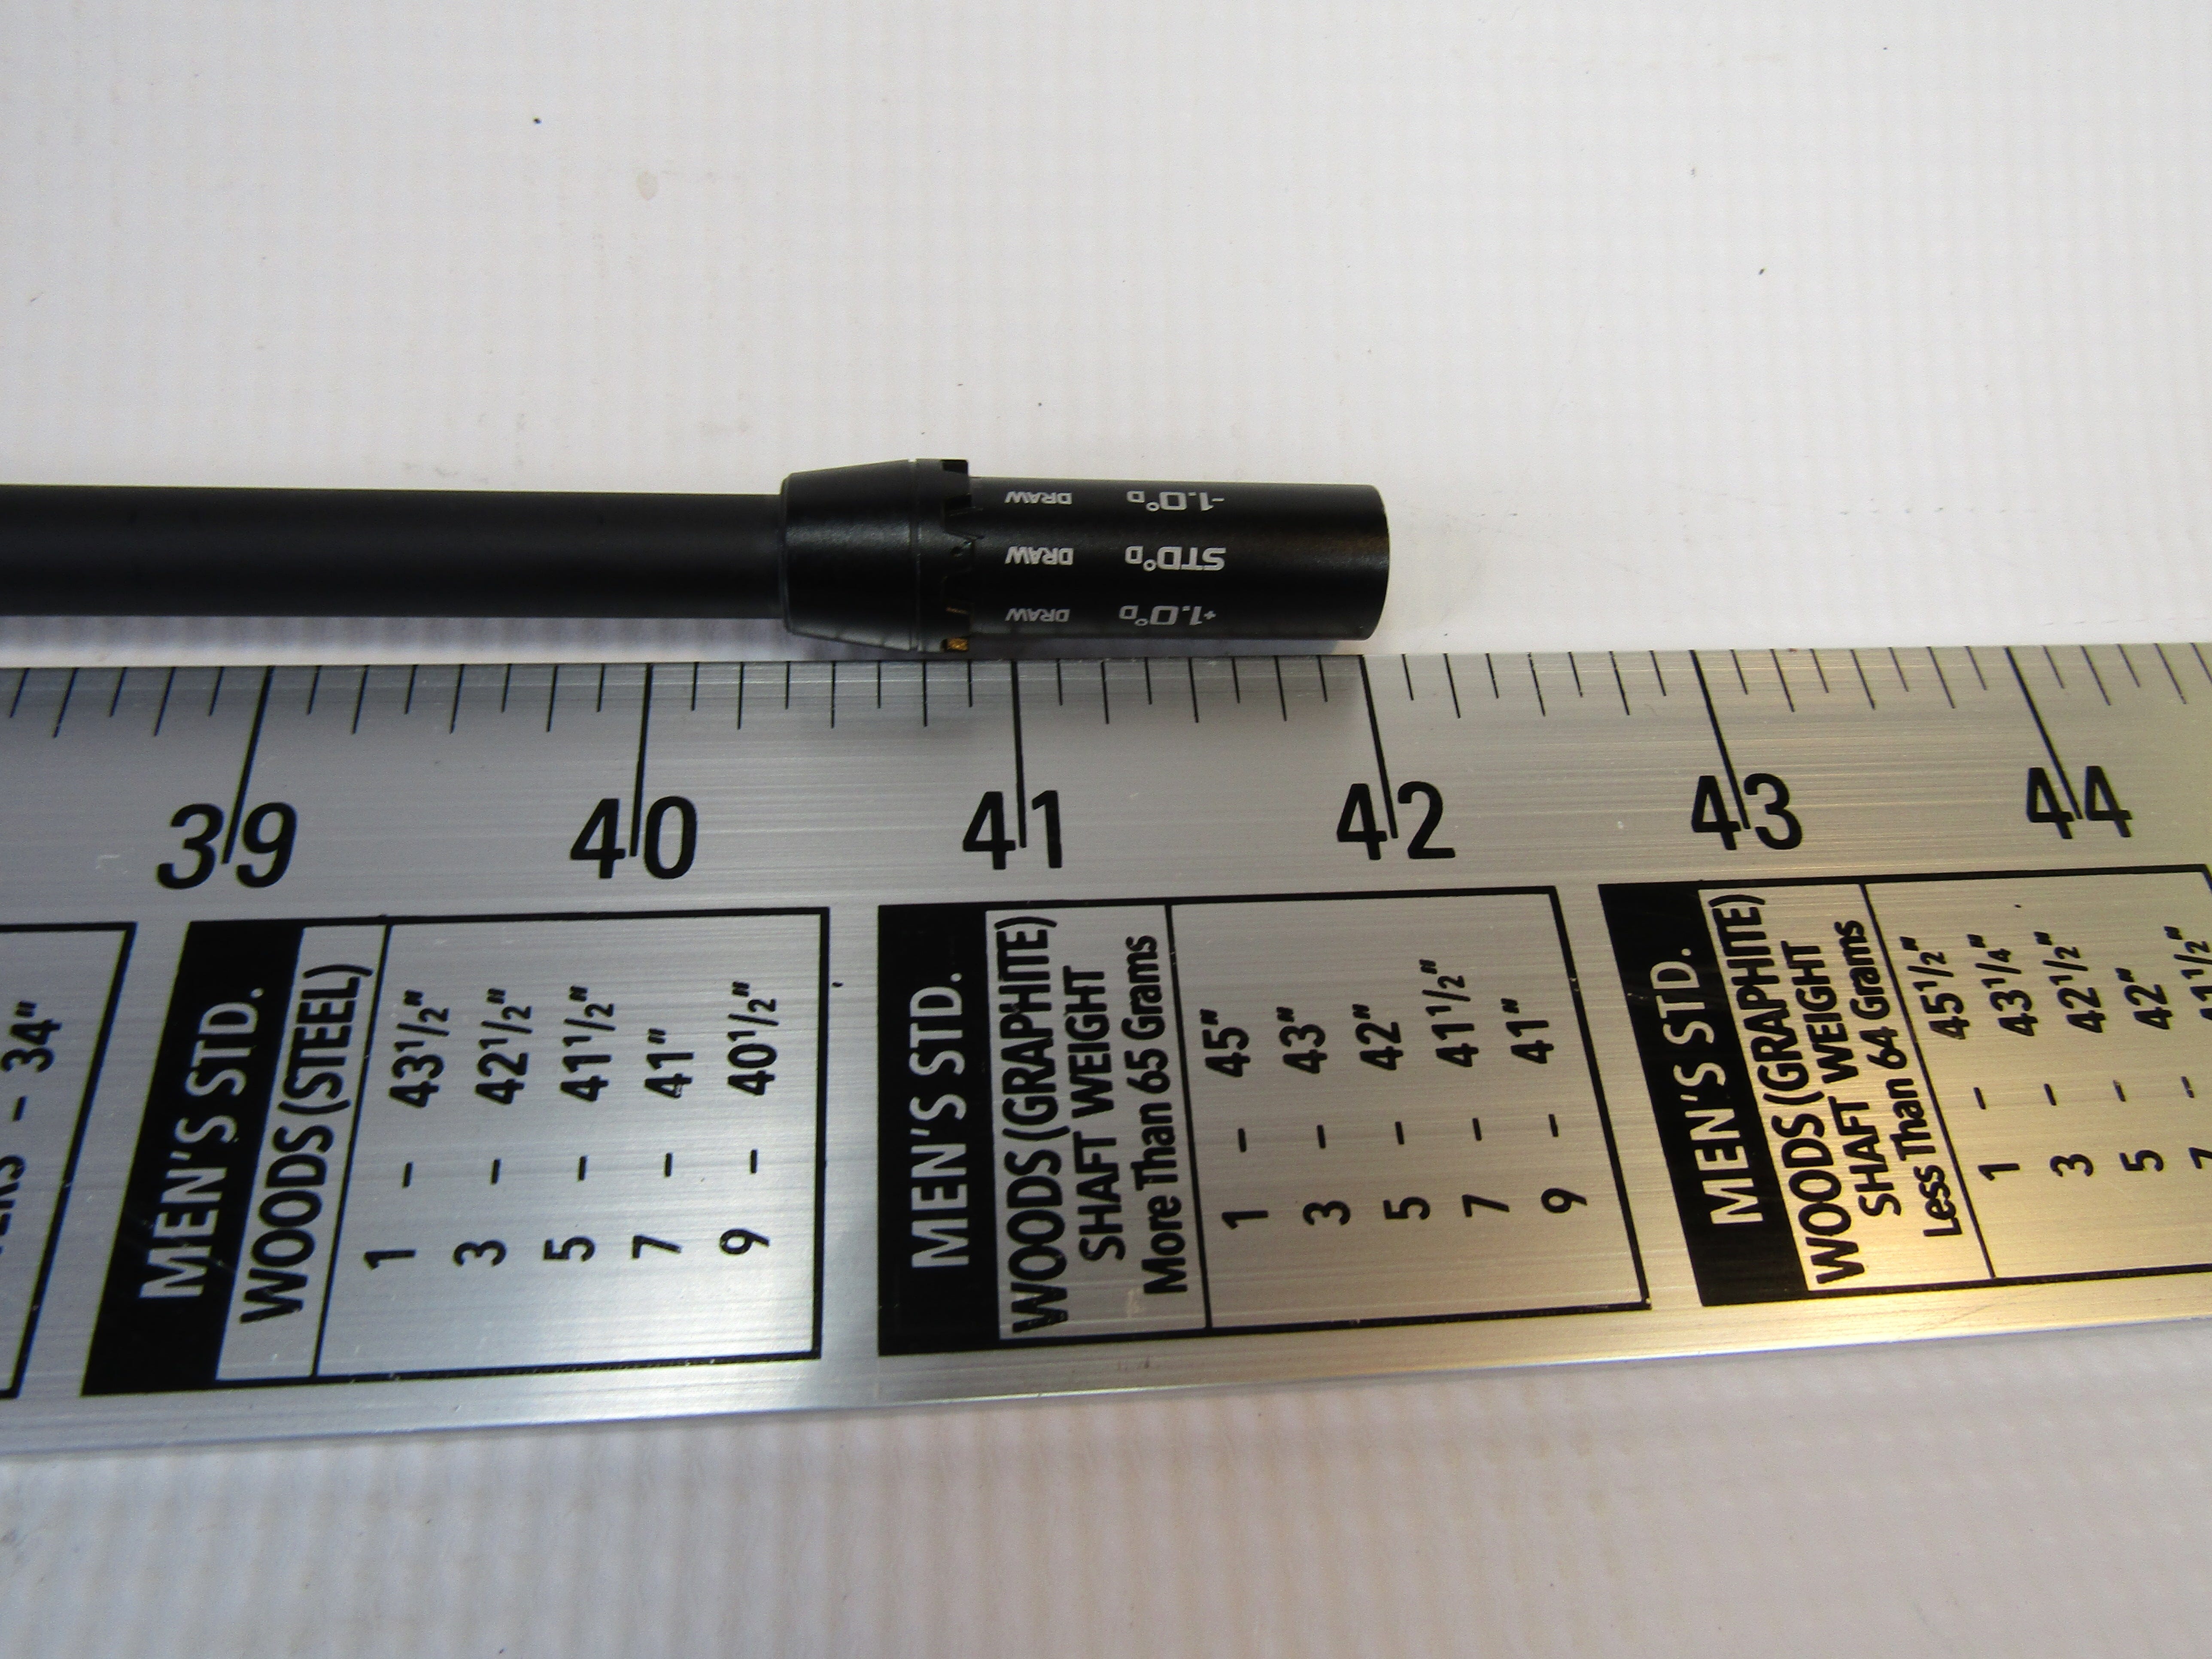 -1.0°D DRAW
STD°D DRAW
+1.0°D DRAW
39 40 41 42 43 44
- 34"
MEN'S STD.
WOODS (STEEL)
1 - 43 1/2"
3 - 42 1/2"
5 - 41 1/2"
7 - 41"
9 - 40 1/2"
MEN'S STD.
WOODS (GRAPHITE)
SHAFT WEIGHT
More Than 65 Grams
1 - 45"
3 - 43"
5 - 42"
7 - 41 1/2"
9 - 41"
MEN'S STD.
WOODS (GRAPHITE)
SHAFT WEIGHT
Less Than 64 Grams
1 - 45 1/2"
3 - 43 1/4"
5 - 42 1/2"
7 - 42"